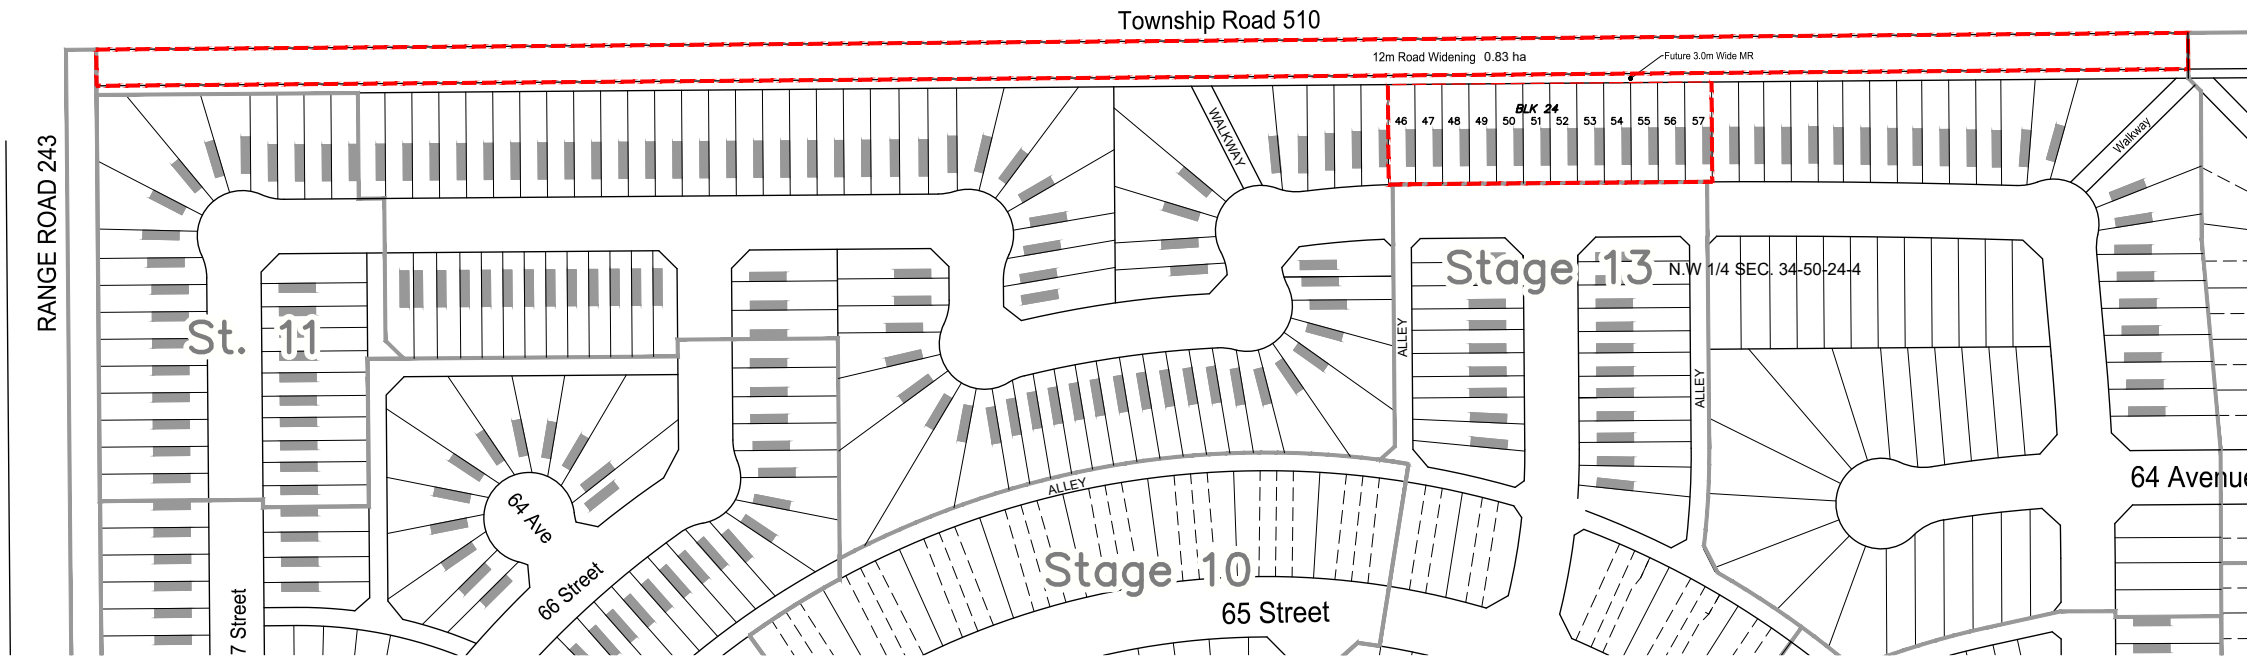 Township Road 510
12m Road Widening 0.83 ha
Future 3.0m Wide MR
BLK 24
46 47 48 49 50 51 52 53 54 55 56 57
WALKWAY
Walkway
RANGE ROAD 243
Stage 13
N.W 1/4 SEC. 34-50-24-4
St. 11
ALLEY
ALLEY
64 Avenue
ALLEY
64 Ave
Stage 10
66 Street
65 Street
7 Street